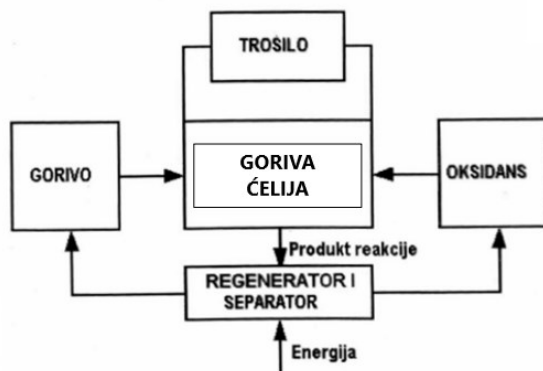 TROŠILO
GORIVO
GORIVA
ĆELIJA
OKSIDANS
Produkt reakcije
REGENERATOR I
SEPARATOR
Energija